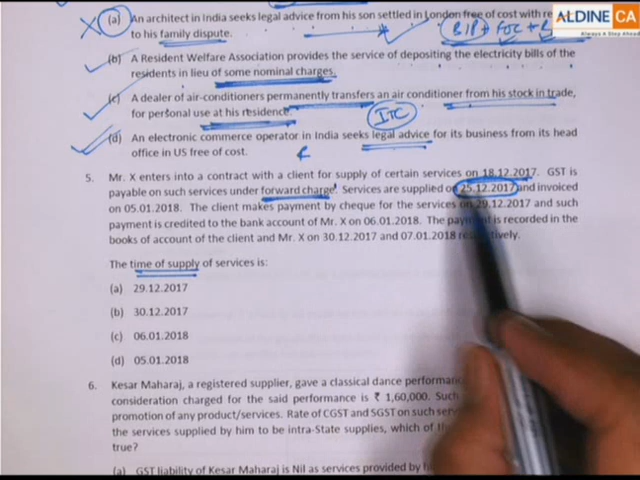 (a) An architect in India seeks legal advice from his son settled in London free of cost with
to his family dispute.
BIP + FOC +
ALDINE CA
Always A Step Ahead
(b) A Resident Welfare Association provides the service of depositing the electricity bills of the
residents in lieu of some nominal charges.
(c) A dealer of air-conditioners permanently transfers an air conditioner from his stock in trade,
for personal use at his residence.
ITC
(d) An electronic commerce operator in India seeks legal advice for its business from its head
office in US free of cost.
5. Mr. X enters into a contract with a client for supply of certain services on 18.12.2017. GST is
payable on such services under forward charge. Services are supplied on 25.12.2017 and invoiced
on 05.01.2018. The client makes payment by cheque for the services on 29.12.2017 and such
payment is credited to the bank account of Mr. X on 06.01.2018. The payment is recorded in the
books of account of the client and Mr. X on 30.12.2017 and 07.01.2018 respectively.
The time of supply of services is:
(a) 29.12.2017
(b) 30.12.2017
(c) 06.01.2018
(d) 05.01.2018
6. Kesar Maharaj, a registered supplier, gave a classical dance
consideration charged for the said performance is ₹ 1,60,000. Such
promotion of any product/services. Rate of CGST and SGST on such
the services supplied by him to be intra-State supplies, which of
true?
(a) GST liability of Kesar Maharaj is Nil as services provided by